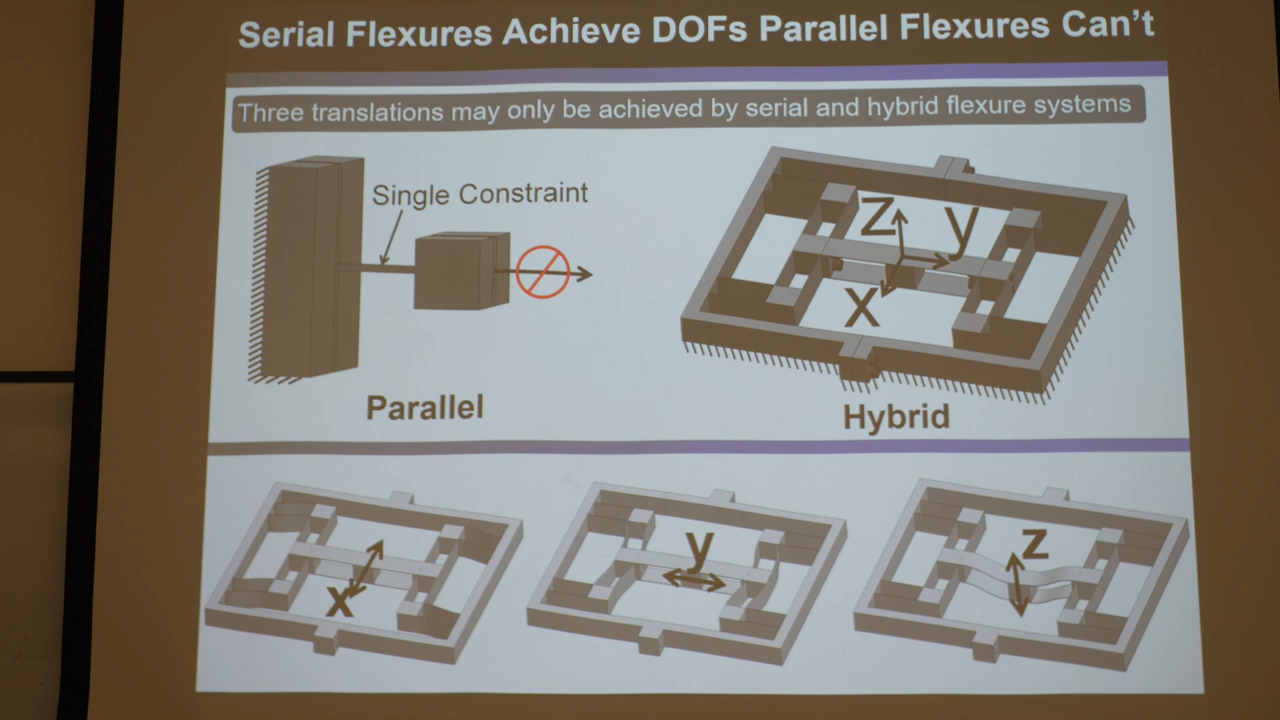 Serial Flexures Achieve DOFs Parallel Flexures Can't
Three translations may only be achieved by serial and hybrid flexure systems
Single Constraint
Z
y
X
Parallel
Hybrid
x
y
z